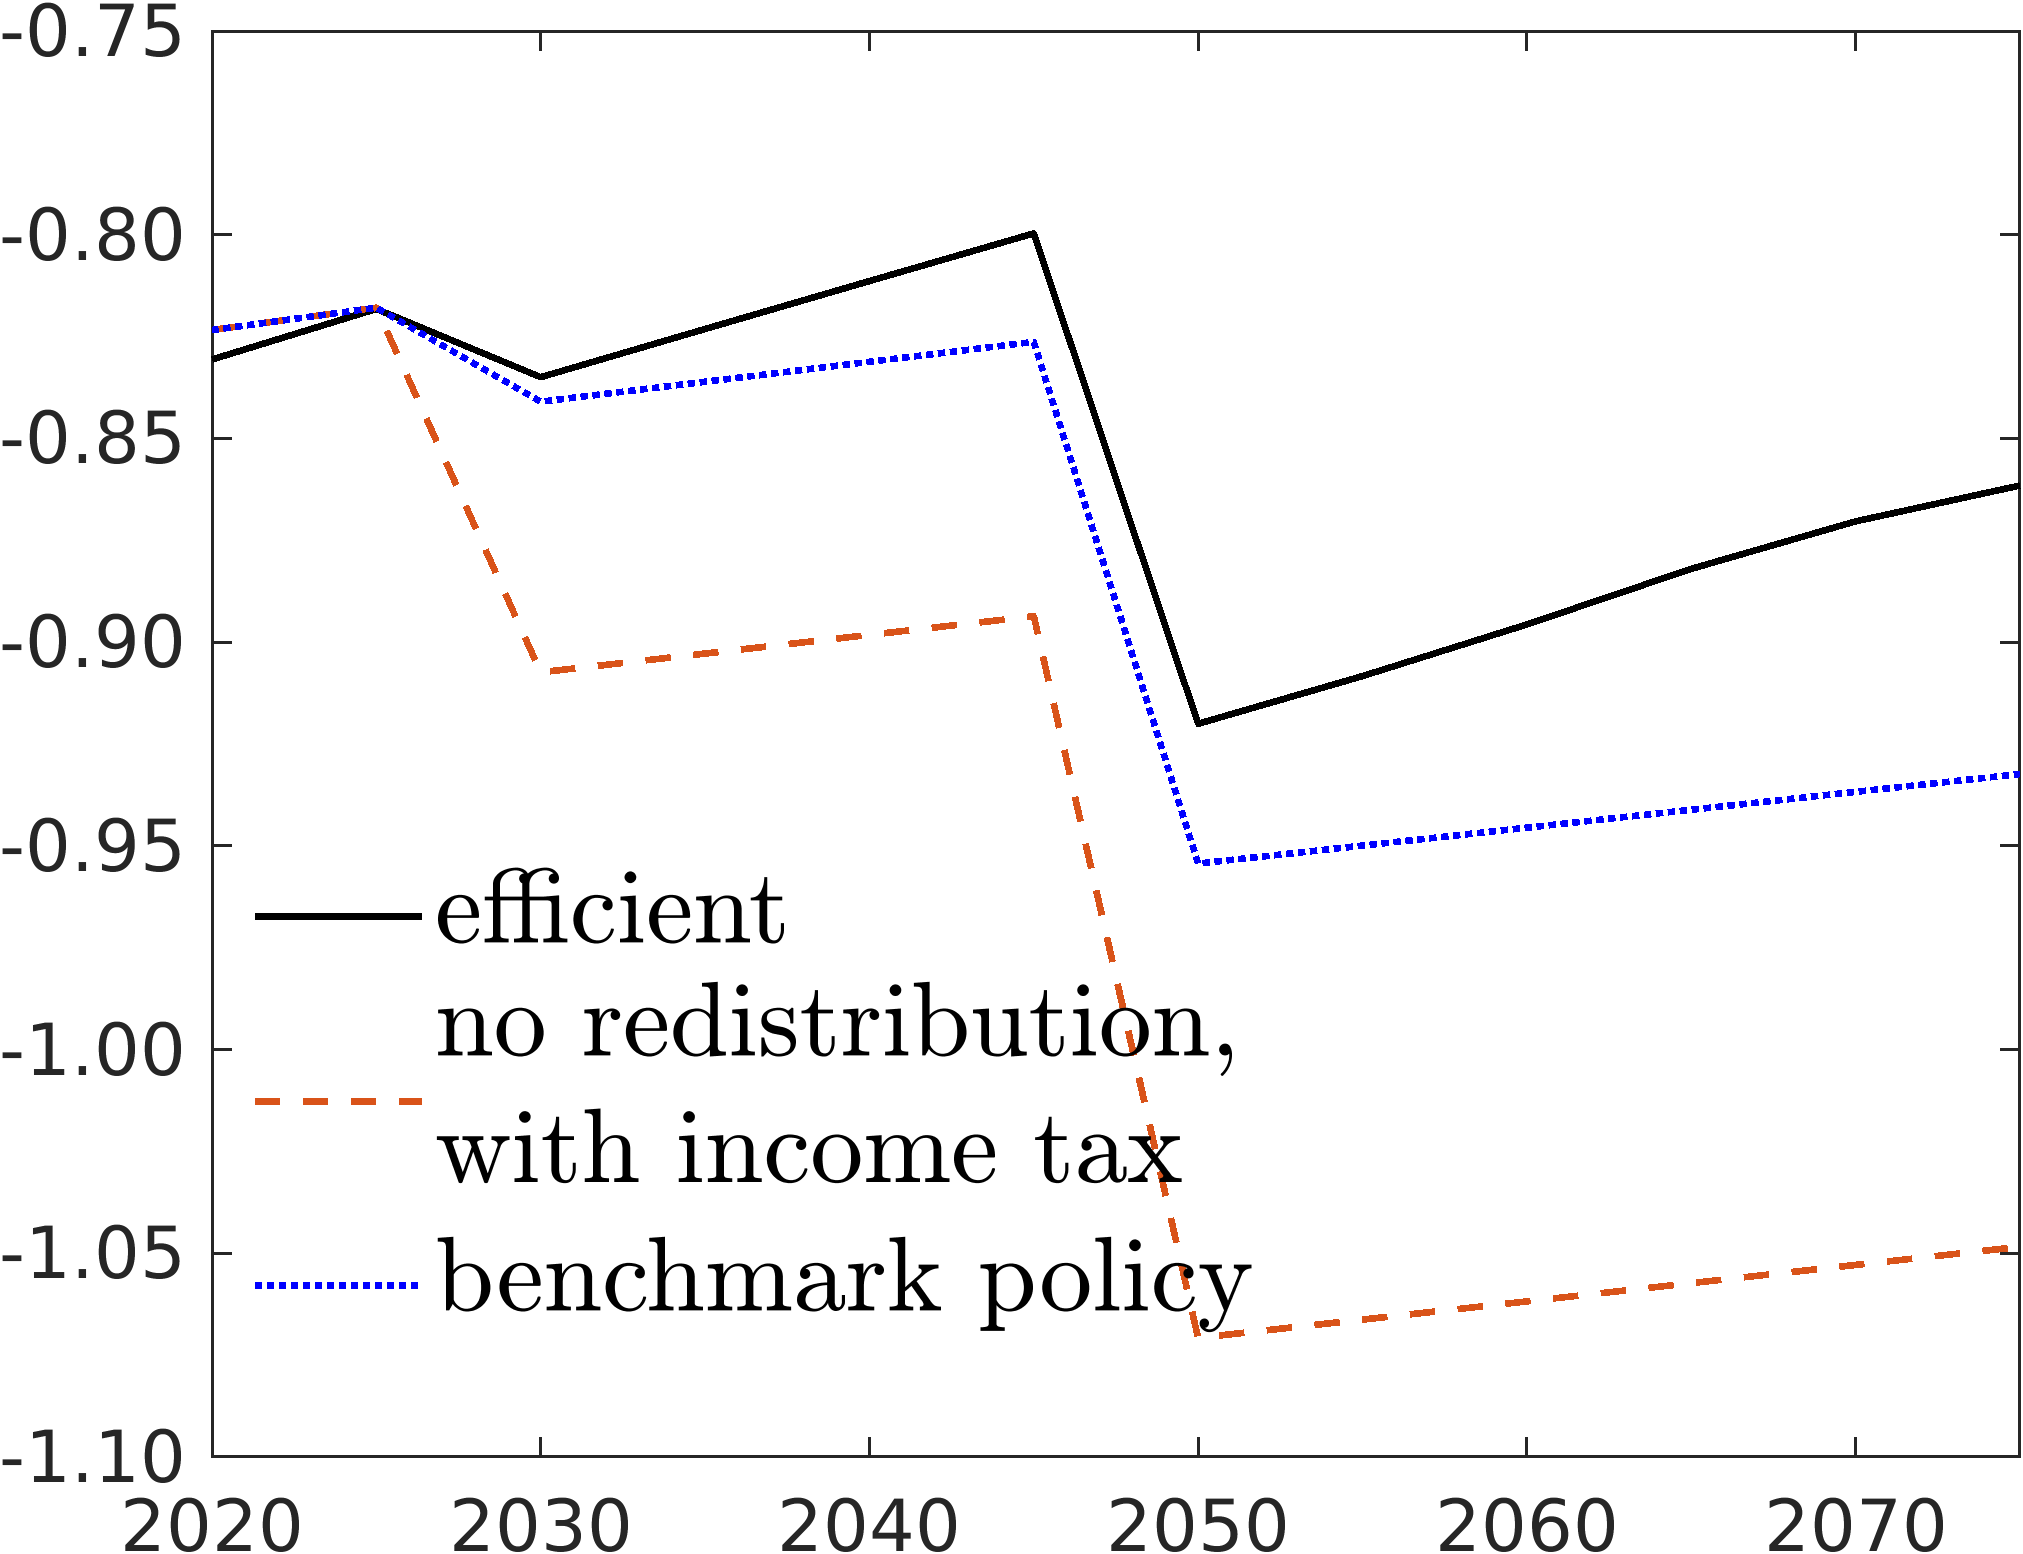 -0.75
-0.80
-0.85
-0.90
-0.95
-1.00
-1.05
-1.10
efficient
no redistribution,
with income tax
benchmark policy
2020 2030 2040 2050 2060 2070